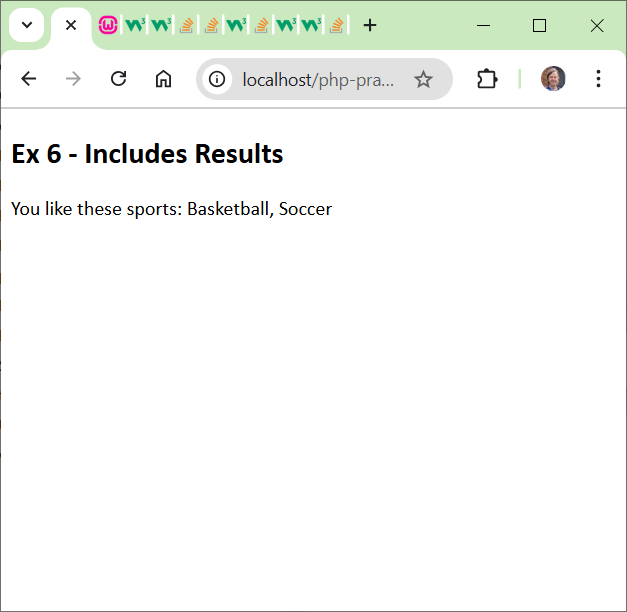 localhost/php-pra...
Ex 6 - Includes Results
You like these sports: Basketball, Soccer